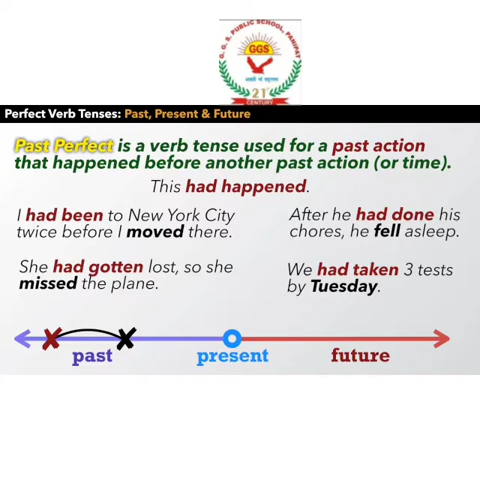 G. G. S. PUBLIC SCHOOL, PANIPAT
GGS
21st
CENTURY
Perfect Verb Tenses: Past, Present & Future
Past Perfect is a verb tense used for a past action
that happened before another past action (or time).
This had happened.
I had been to New York City
twice before I moved there.
After he had done his
chores, he fell asleep.
She had gotten lost, so she
missed the plane.
We had taken 3 tests
by Tuesday.
past
present
future